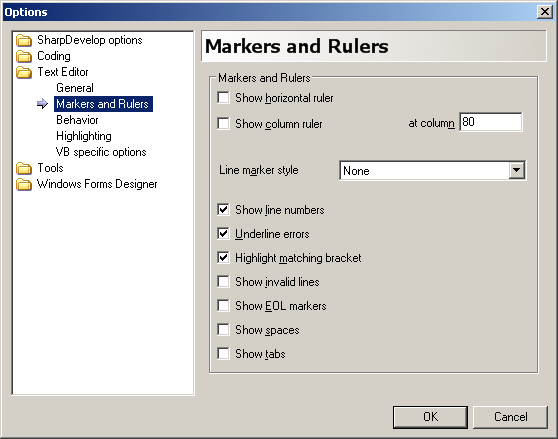 Options
SharpDevelop options
Coding
Text Editor
General
Markers and Rulers
Behavior
Highlighting
VB specific options
Tools
Windows Forms Designer
Markers and Rulers
Markers and Rulers
Show horizontal ruler
Show column ruler at column 80
Line marker style None
Show line numbers
Underline errors
Highlight matching bracket
Show invalid lines
Show EOL markers
Show spaces
Show tabs
OK Cancel